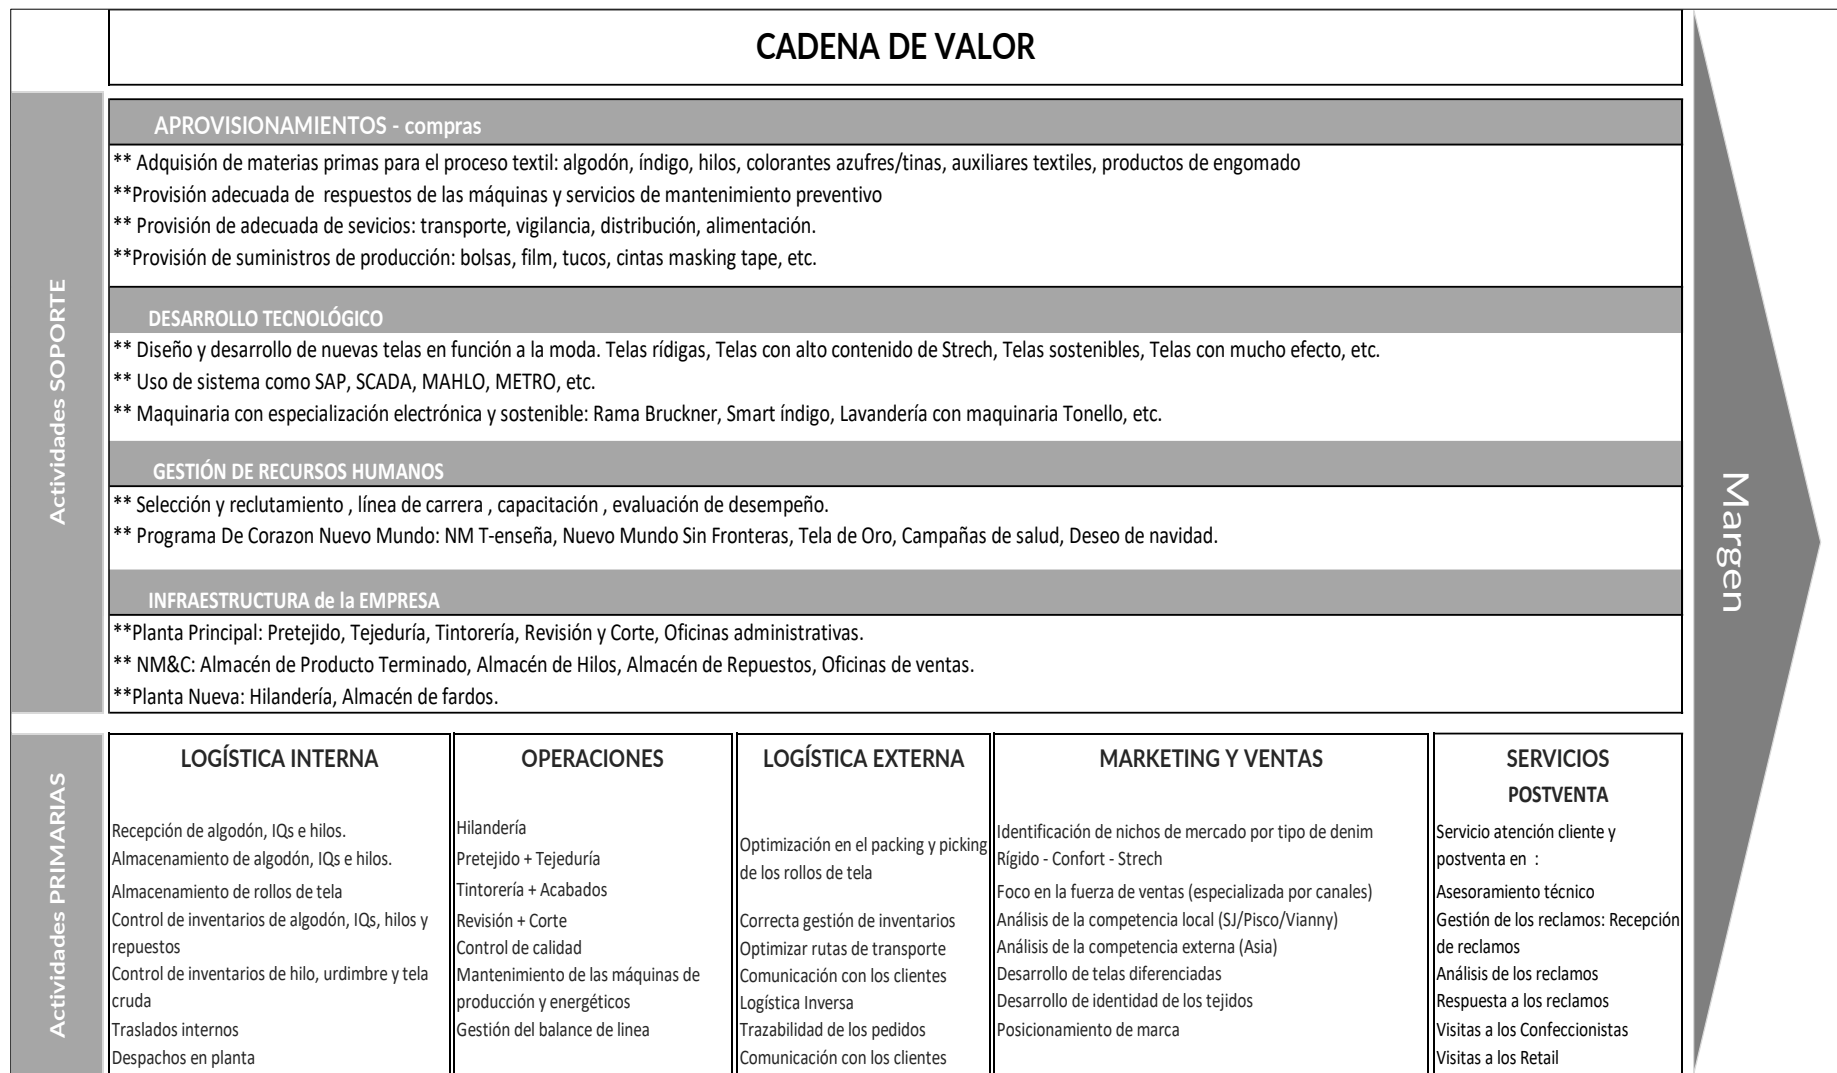 CADENA DE VALOR
Actividades SOPORTE
APROVISIONAMIENTOS - compras
** Adquisión de materias primas para el proceso textil: algodón, índigo, hilos, colorantes azufres/tinas, auxiliares textiles, productos de engomado
**Provisión adecuada de respuestos de las máquinas y servicios de mantenimiento preventivo
** Provisión de adecuada de sevicios: transporte, vigilancia, distribución, alimentación.
**Provisión de suministros de producción: bolsas, film, tucos, cintas masking tape, etc.
DESARROLLO TECNOLÓGICO
** Diseño y desarrollo de nuevas telas en función a la moda. Telas rídigas, Telas con alto contenido de Strech, Telas sostenibles, Telas con mucho efecto, etc.
** Uso de sistema como SAP, SCADA, MAHLO, METRO, etc.
** Maquinaria con especialización electrónica y sostenible: Rama Bruckner, Smart índigo, Lavandería con maquinaria Tonello, etc.
GESTIÓN DE RECURSOS HUMANOS
** Selección y reclutamiento , línea de carrera , capacitación , evaluación de desempeño.
** Programa De Corazon Nuevo Mundo: NM T-enseña, Nuevo Mundo Sin Fronteras, Tela de Oro, Campañas de salud, Deseo de navidad.
INFRAESTRUCTURA de la EMPRESA
**Planta Principal: Pretejido, Tejeduría, Tintorería, Revisión y Corte, Oficinas administrativas.
** NM&C: Almacén de Producto Terminado, Almacén de Hilos, Almacén de Repuestos, Oficinas de ventas.
**Planta Nueva: Hilandería, Almacén de fardos.
Margen
Actividades PRIMARIAS
LOGÍSTICA INTERNA
Recepción de algodón, IQs e hilos.
Almacenamiento de algodón, IQs e hilos.
Almacenamiento de rollos de tela
Control de inventarios de algodón, IQs, hilos y
repuestos
Control de inventarios de hilo, urdimbre y tela
cruda
Traslados internos
Despachos en planta
OPERACIONES
Hilandería
Pretejido + Tejeduría
Tintorería + Acabados
Revisión + Corte
Control de calidad
Mantenimiento de las máquinas de
producción y energéticos
Gestión del balance de linea
LOGÍSTICA EXTERNA
Optimización en el packing y picking
de los rollos de tela
Correcta gestión de inventarios
Optimizar rutas de transporte
Comunicación con los clientes
Logística Inversa
Trazabilidad de los pedidos
Comunicación con los clientes
MARKETING Y VENTAS
Identificación de nichos de mercado por tipo de denim
Rígido - Confort - Strech
Foco en la fuerza de ventas (especializada por canales)
Análisis de la competencia local (SJ/Pisco/Vianny)
Análisis de la competencia externa (Asia)
Desarrollo de telas diferenciadas
Desarrollo de identidad de los tejidos
Posicionamiento de marca
SERVICIOS
POSTVENTA
Servicio atención cliente y
postventa en :
Asesoramiento técnico
Gestión de los reclamos: Recepción
de reclamos
Análisis de los reclamos
Respuesta a los reclamos
Visitas a los Confeccionistas
Visitas a los Retail